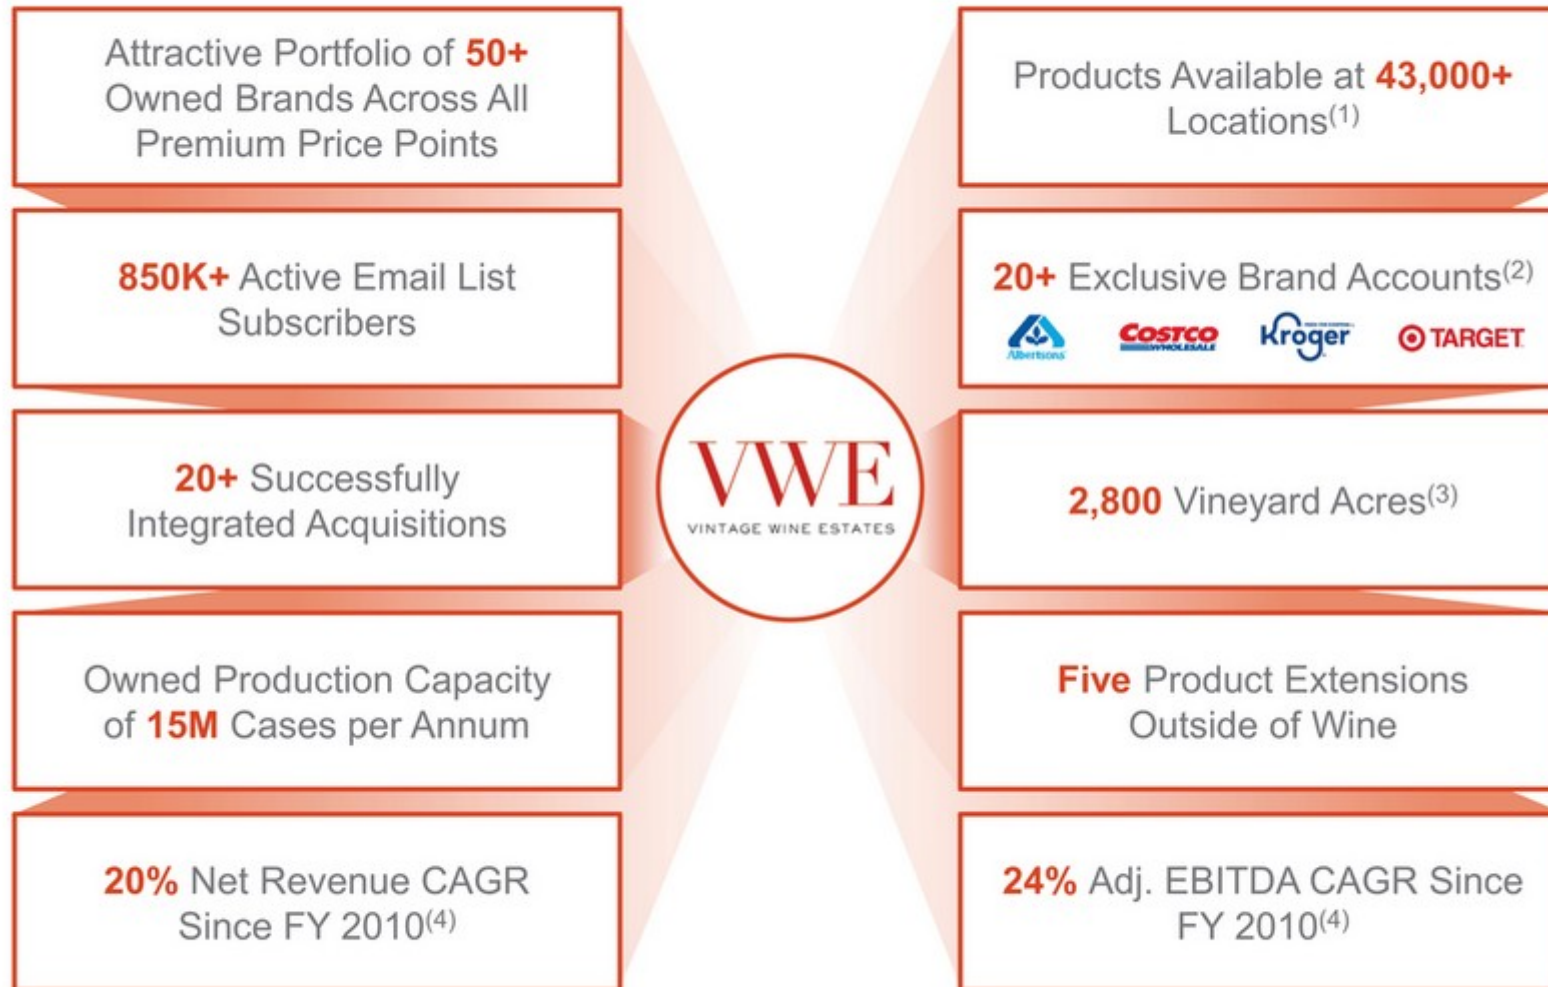 Attractive Portfolio of 50+
Owned Brands Across All
Premium Price Points
850K+ Active Email List
Subscribers
20+ Successfully
Integrated Acquisitions
Owned Production Capacity
of 15M Cases per Annum
20% Net Revenue CAGR
Since FY 2010(4)
VWE
VINTAGE WINE ESTATES
Products Available at 43,000+
Locations(1)
20+ Exclusive Brand Accounts(2)
Albertsons
COSTCO
WHOLESALE
Kroger
TARGET
2,800 Vineyard Acres(3)
Five Product Extensions
Outside of Wine
24% Adj. EBITDA CAGR Since
FY 2010(4)